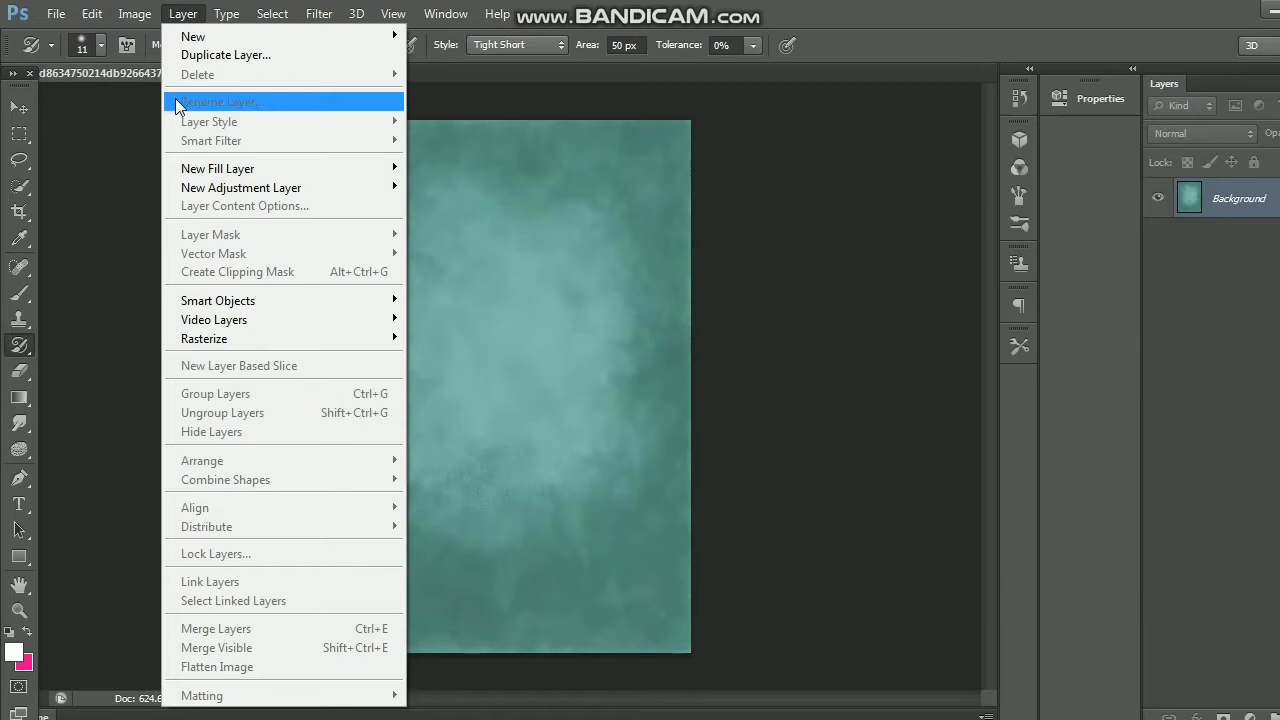 Ps File Edit Image Layer Type Select Filter 3D View Window Help
www.BANDICAM.com
11 Style: Tight Short Area: 50 px Tolerance: 0% 3D
New
Duplicate Layer...
Delete
Rename Layer...
Layer Style
Smart Filter
New Fill Layer
New Adjustment Layer
Layer Content Options...
Layer Mask
Vector Mask
Create Clipping Mask Alt+Ctrl+G
Smart Objects
Video Layers
Rasterize
New Layer Based Slice
Group Layers Ctrl+G
Ungroup Layers Shift+Ctrl+G
Hide Layers
Arrange
Combine Shapes
Align
Distribute
Lock Layers...
Link Layers
Select Linked Layers
Merge Layers Ctrl+E
Merge Visible Shift+Ctrl+E
Flatten Image
Matting
d8634750214db9266437
Doc: 624.6
Properties
Layers
Kind
Normal
Lock:
Background